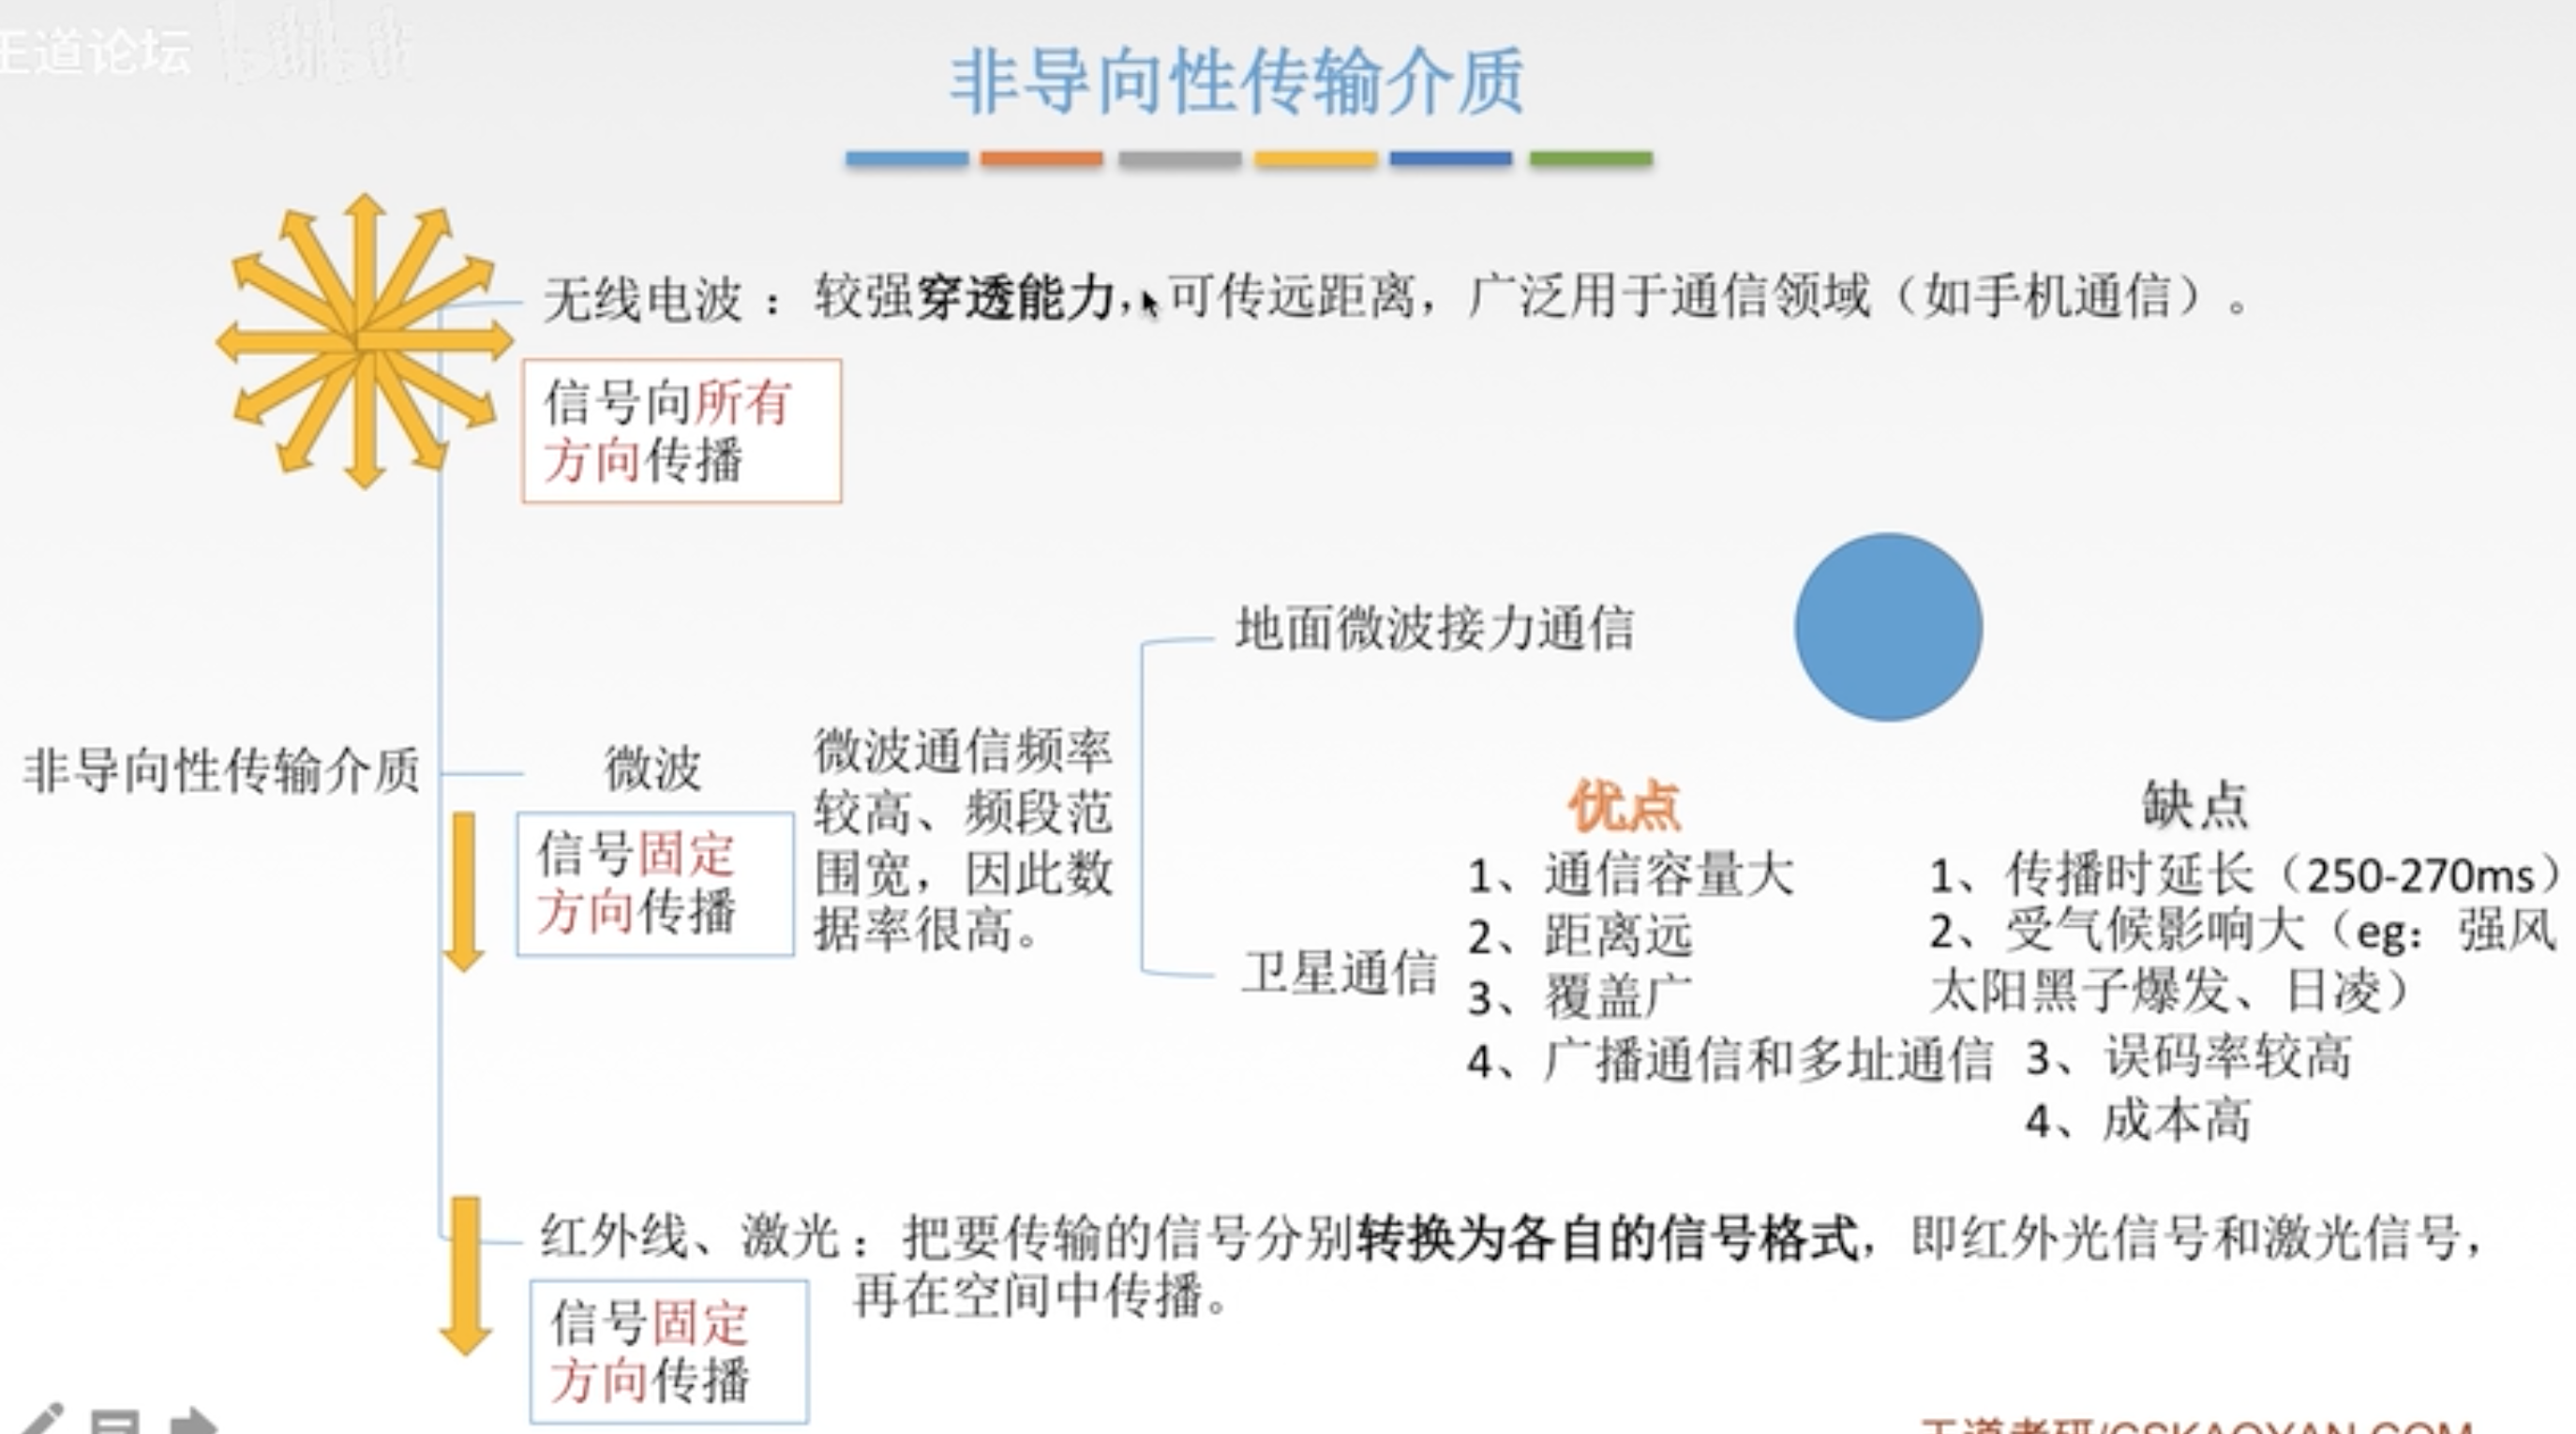 王道论坛 bilibili
非导向性传输介质
无线电波： 较强穿透能力，可传远距离，广泛用于通信领域（如手机通信）。
信号向所有
方向传播
非导向性传输介质
微波
信号固定
方向传播
微波通信频率
较高、频段范
围宽，因此数
据率很高。
地面微波接力通信
卫星通信
优点
1、通信容量大
2、距离远
3、覆盖广
4、广播通信和多址通信
缺点
1、传播时延长（250-270ms）
2、受气候影响大（eg：强风
太阳黑子爆发、日凌）
3、误码率较高
4、成本高
红外线、激光：把要传输的信号分别转换为各自的信号格式，即红外光信号和激光信号，
再在空间中传播。
信号固定
方向传播
王道考研/CSKAOYAN.COM